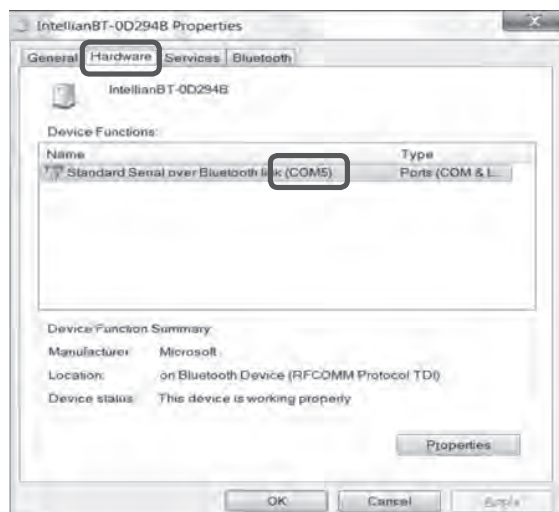 IntellianBT-0D294B Properties
General Hardware Services Bluetooth
IntellianBT-0D294B
Device Functions:
Name Type
Standard Serial over Bluetooth link (COM5) Ports (COM & L...
Device Function Summary
Manufacturer: Microsoft
Location: on Bluetooth Device (RFCOMM Protocol TDI)
Device status: This device is working properly.
Properties
OK Cancel Apply